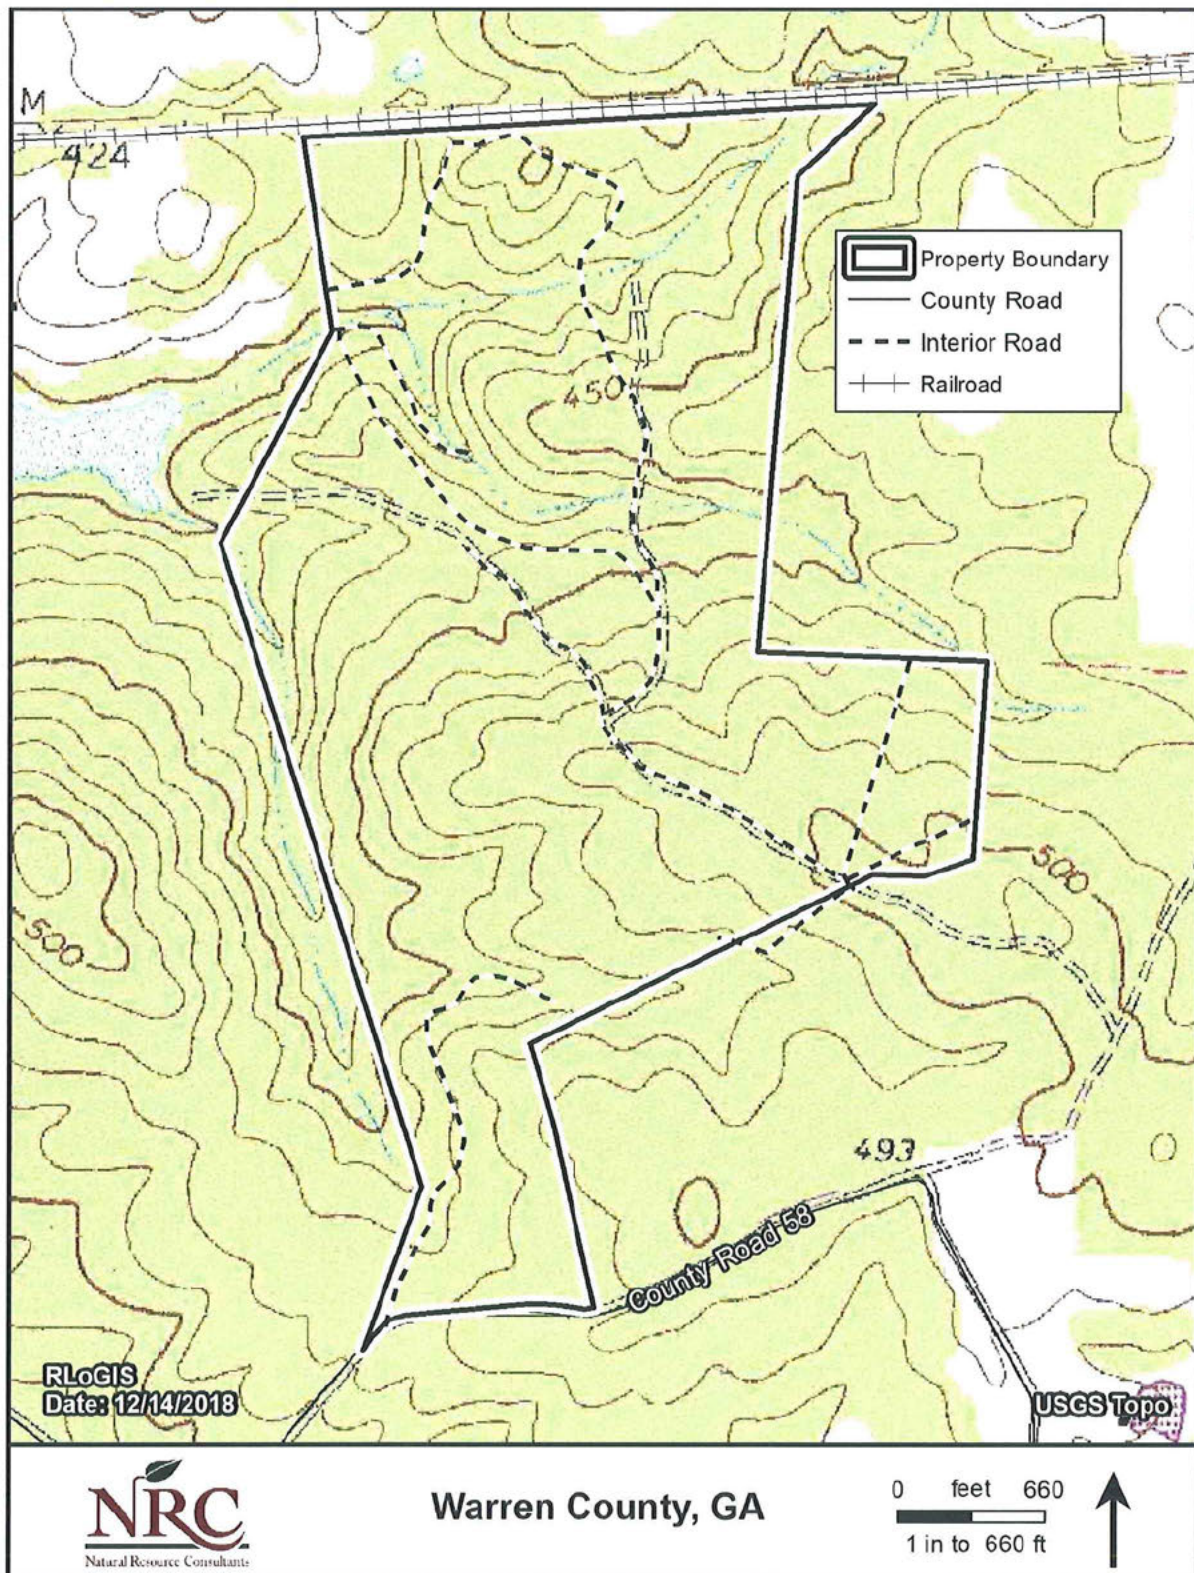 M
424
Property Boundary
County Road
Interior Road
Railroad
450
500
500
493
County Road 58
RLoGIS
Date: 12/14/2018
USGS Topo
NRC
Natural Resource Consultants
Warren County, GA
0 feet 660
1 in to 660 ft